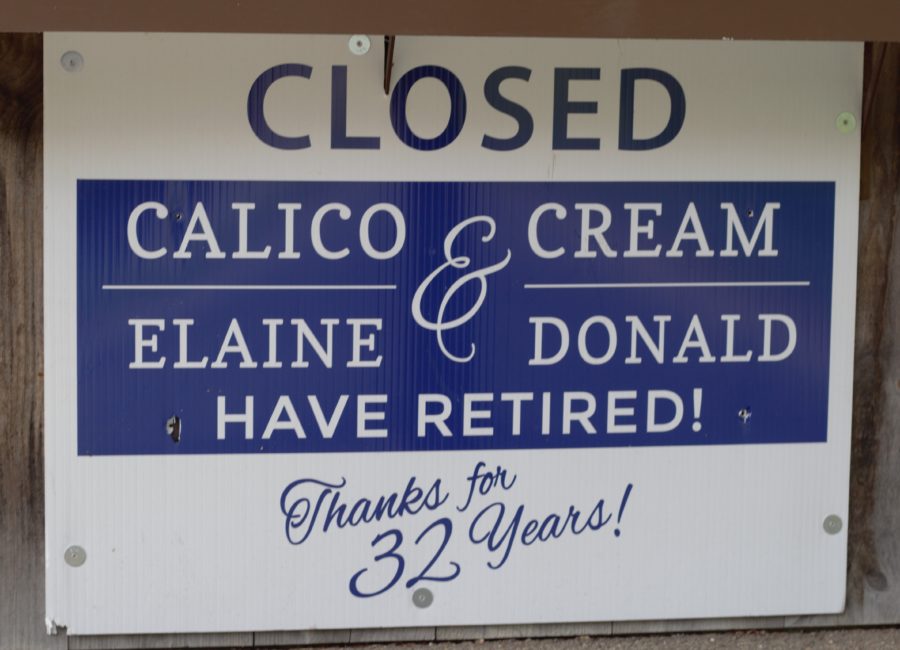 CLOSED
CALICO & CREAM
ELAINE & DONALD
HAVE RETIRED!
Thanks for
32 Years!